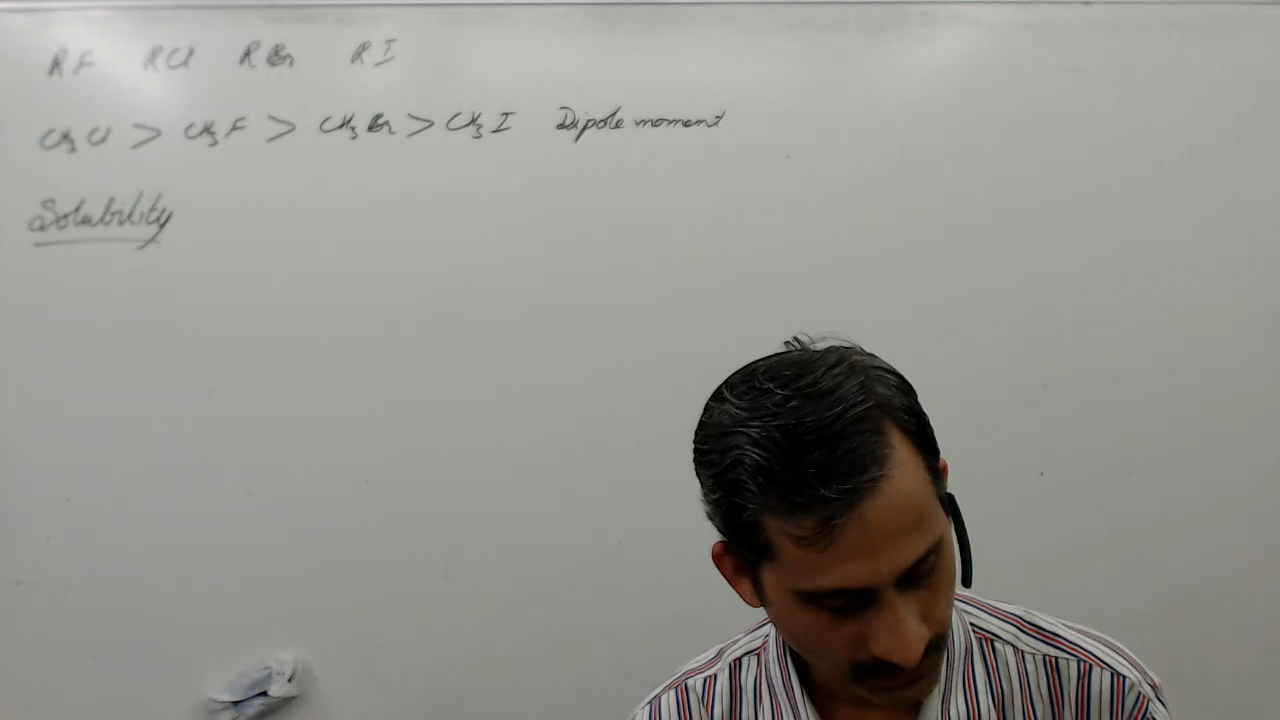 RF RCl RBr RI
CH₃Cl > CH₃F > CH₃Br > CH₃I Dipole moment
Solubility